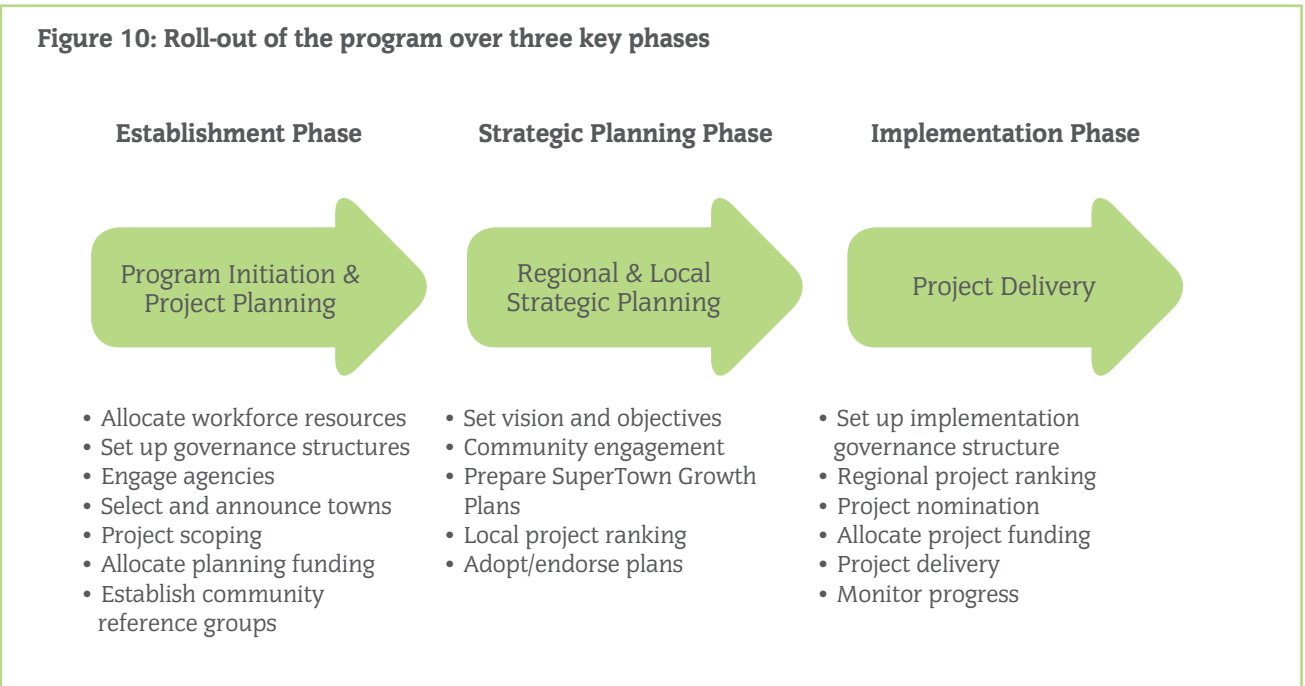 Figure 10: Roll-out of the program over three key phases
Establishment Phase
Program Initiation &
Project Planning
• Allocate workforce resources
• Set up governance structures
• Engage agencies
• Select and announce towns
• Project scoping
• Allocate planning funding
• Establish community
reference groups
Strategic Planning Phase
Regional & Local
Strategic Planning
• Set vision and objectives
• Community engagement
• Prepare SuperTown Growth
Plans
• Local project ranking
• Adopt/endorse plans
Implementation Phase
Project Delivery
• Set up implementation
governance structure
• Regional project ranking
• Project nomination
• Allocate project funding
• Project delivery
• Monitor progress